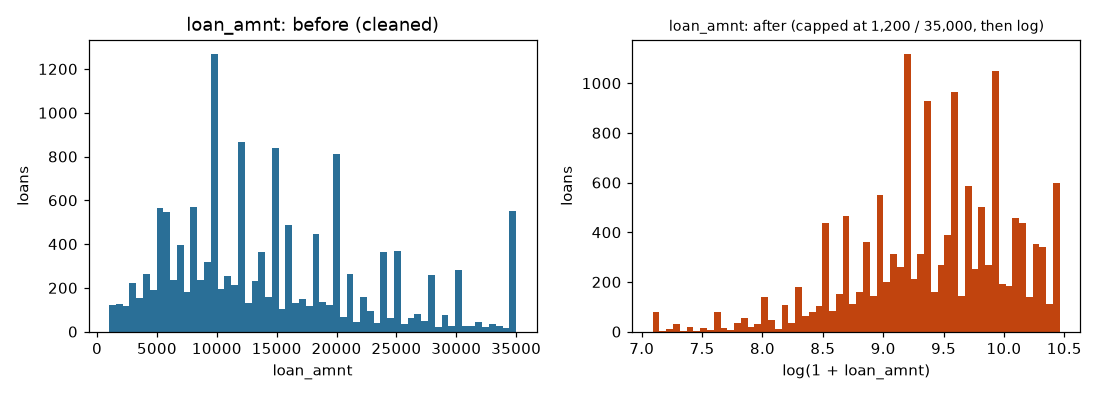 loan_amnt: before (cleaned)
1200
1000
800
600
400
200
0
loans
0 5000 10000 15000 20000 25000 30000 35000
loan_amnt
loan_amnt: after (capped at 1,200 / 35,000, then log)
1000
800
600
400
200
0
loans
7.0 7.5 8.0 8.5 9.0 9.5 10.0 10.5
log(1 + loan_amnt)